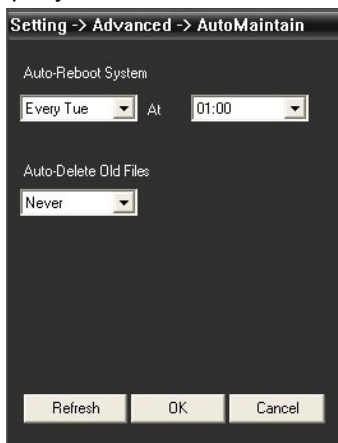 Setting -> Advanced -> AutoMaintain
Auto-Reboot System
Every Tue At 01:00
Auto-Delete Old Files
Never
Refresh OK Cancel